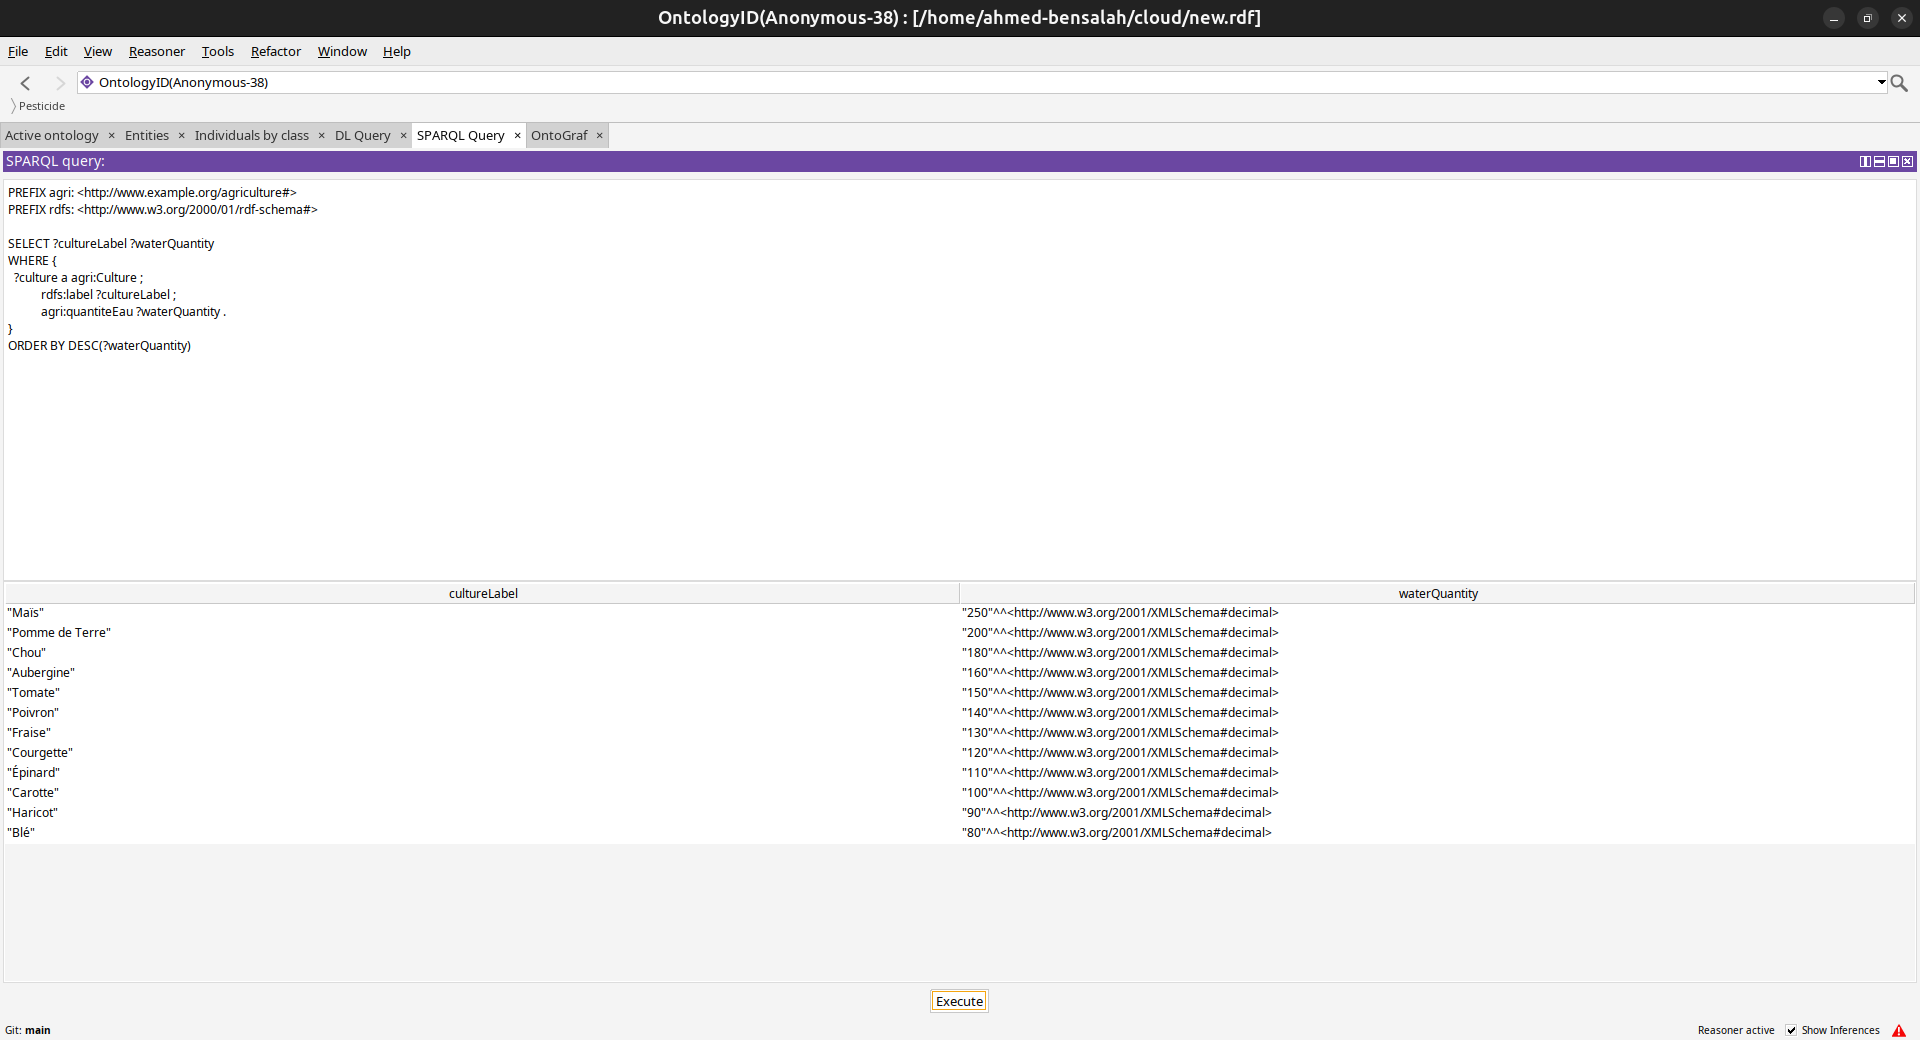 OntologyID(Anonymous-38) : [/home/ahmed-bensalah/cloud/new.rdf]
File Edit View Reasoner Tools Refactor Window Help
OntologyID(Anonymous-38)
Pesticide
Active ontology × Entities × Individuals by class × DL Query × SPARQL Query × OntoGraf ×
SPARQL query:
PREFIX agri: <http://www.example.org/agriculture#>
PREFIX rdfs: <http://www.w3.org/2000/01/rdf-schema#>
SELECT ?cultureLabel ?waterQuantity
WHERE {
?culture a agri:Culture ;
rdfs:label ?cultureLabel ;
agri:quantiteEau ?waterQuantity .
}
ORDER BY DESC(?waterQuantity)
cultureLabel waterQuantity
"Maïs" "250"^^<http://www.w3.org/2001/XMLSchema#decimal>
"Pomme de Terre" "200"^^<http://www.w3.org/2001/XMLSchema#decimal>
"Chou" "180"^^<http://www.w3.org/2001/XMLSchema#decimal>
"Aubergine" "160"^^<http://www.w3.org/2001/XMLSchema#decimal>
"Tomate" "150"^^<http://www.w3.org/2001/XMLSchema#decimal>
"Poivron" "140"^^<http://www.w3.org/2001/XMLSchema#decimal>
"Fraise" "130"^^<http://www.w3.org/2001/XMLSchema#decimal>
"Courgette" "120"^^<http://www.w3.org/2001/XMLSchema#decimal>
"Épinard" "110"^^<http://www.w3.org/2001/XMLSchema#decimal>
"Carotte" "100"^^<http://www.w3.org/2001/XMLSchema#decimal>
"Haricot" "90"^^<http://www.w3.org/2001/XMLSchema#decimal>
"Blé" "80"^^<http://www.w3.org/2001/XMLSchema#decimal>
Execute
Git: main Reasoner active Show Inferences